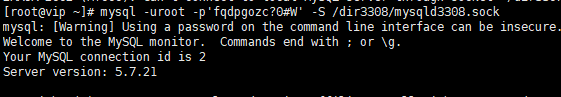 [root@vip ~]# mysql -uroot -p'fqdpgozc?0#W' -S /dir3308/mysqld3308.sock
mysql: [Warning] Using a password on the command line interface can be insecure.
Welcome to the MySQL monitor.  Commands end with ; or \g.
Your MySQL connection id is 2
Server version: 5.7.21